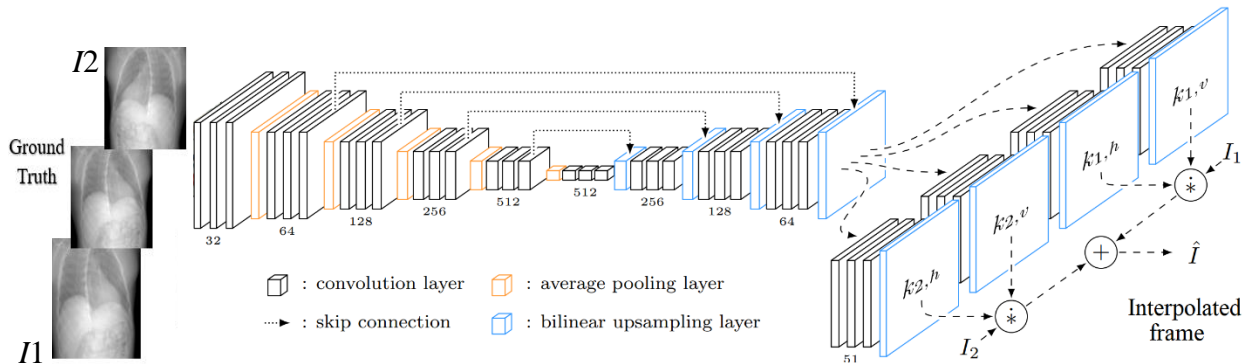 I2
Ground
Truth
I1
32
64
128
256
512
512
256
128
64
51
k1,v
k1,h
k2,v
k2,h
*
*
I1
I2
+
Î
Interpolated
frame
: convolution layer
: average pooling layer
: skip connection
: bilinear upsampling layer